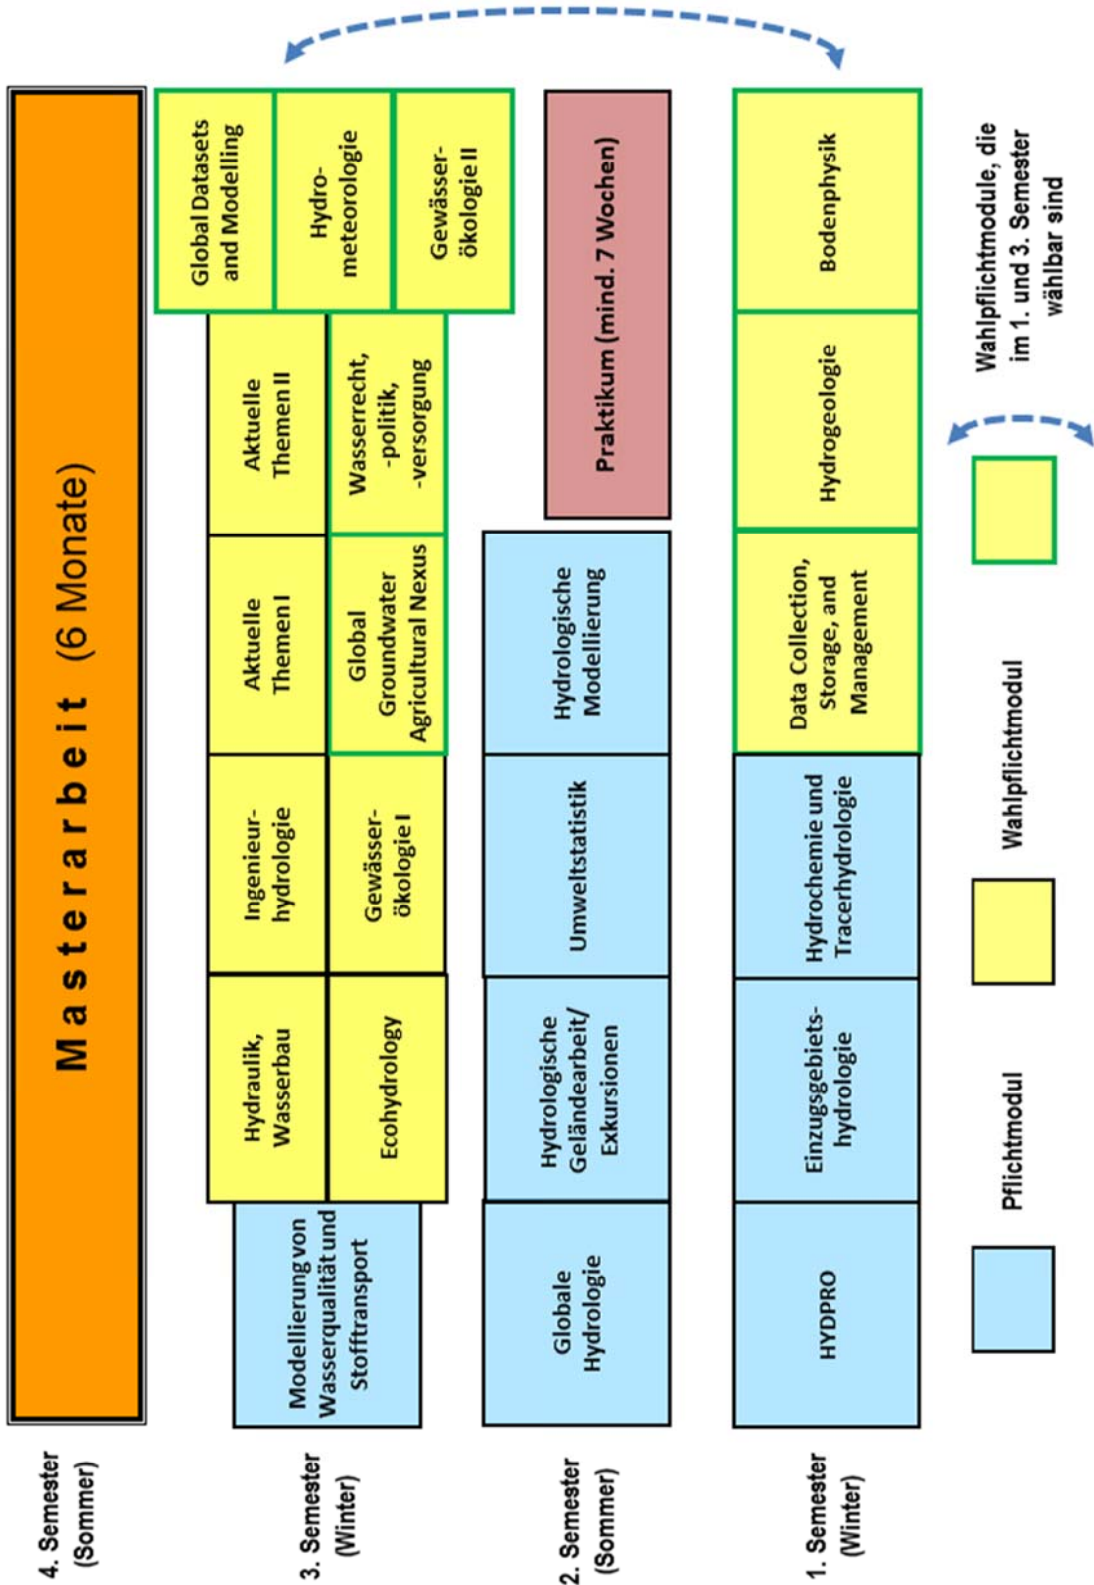 4. Semester
(Sommer)
Masterarbeit (6 Monate)
3. Semester
(Winter)
Modellierung von
Wasserqualität und
Stofftransport
Hydraulik,
Wasserbau
Ingenieur-
hydrologie
Aktuelle
Themen I
Aktuelle
Themen II
Ecohydrology
Gewässer-
ökologie I
Global
Groundwater
Agricultural Nexus
Wasserrecht,
-politik,
-versorgung
Global Datasets
and Modelling
Hydro-
meteorologie
Gewässer-
ökologie II
2. Semester
(Sommer)
Globale
Hydrologie
Hydrologische
Geländearbeit/
Exkursionen
Umweltstatistik
Hydrologische
Modellierung
Praktikum (mind. 7 Wochen)
1. Semester
(Winter)
HYDPRO
Einzugsgebiets-
hydrologie
Hydrochemie und
Tracerhydrologie
Data Collection,
Storage, and
Management
Hydrogeologie
Bodenphysik
Pflichtmodul
Wahlpflichtmodul
Wahlpflichtmodule, die
im 1. und 3. Semester
wählbar sind